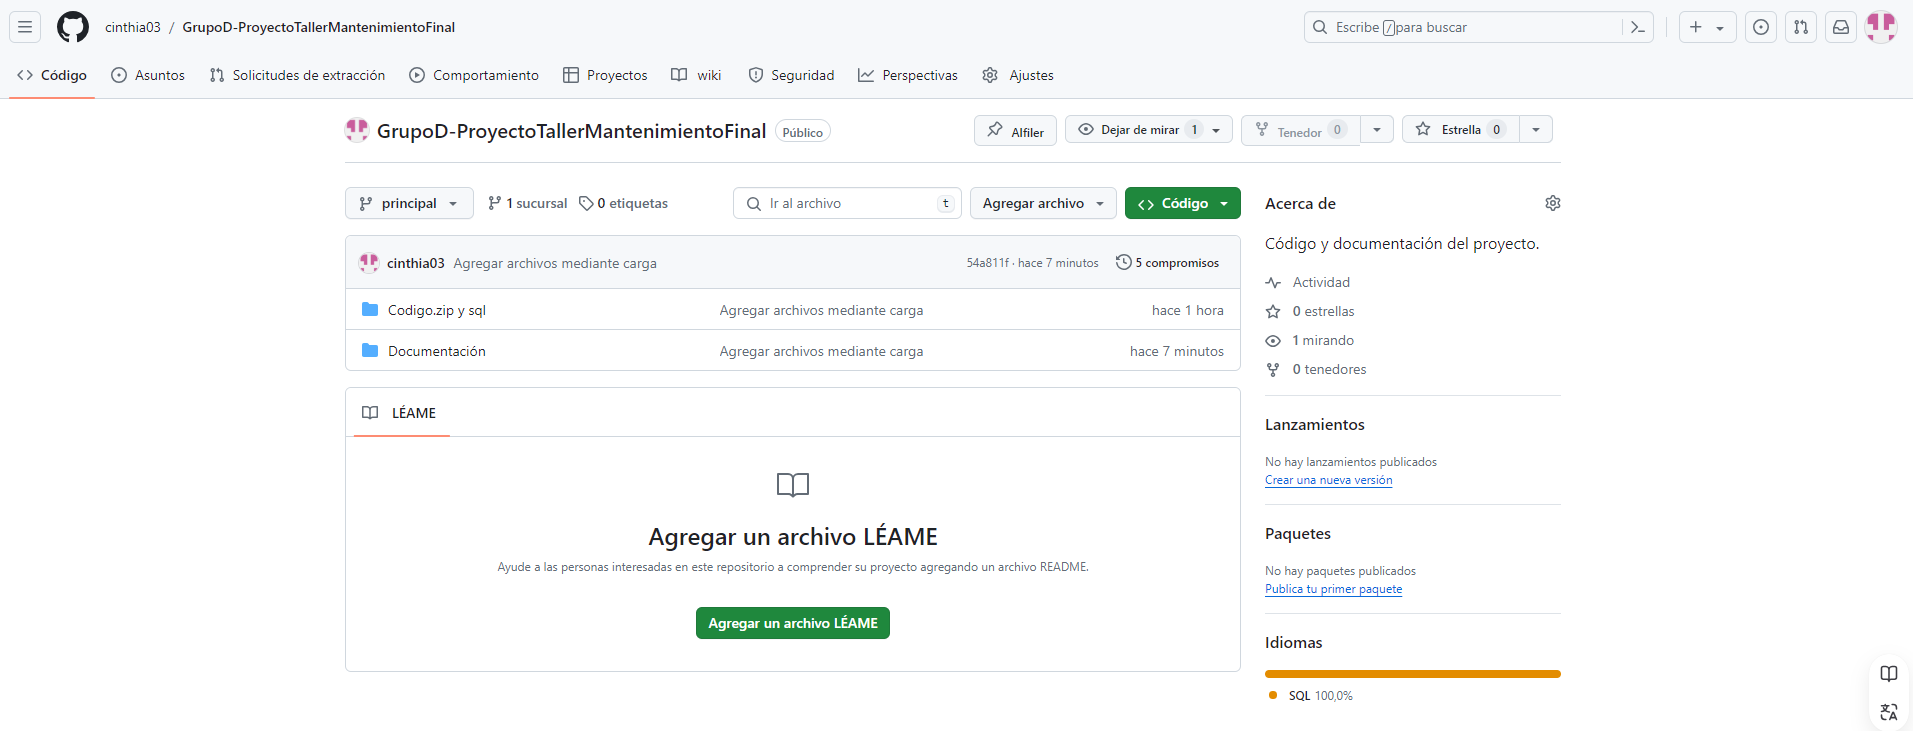 cinthia03 / GrupoD-ProyectoTallerMantenimientoFinal
Escribe / para buscar
Código
Asuntos
Solicitudes de extracción
Comportamiento
Proyectos
wiki
Seguridad
Perspectivas
Ajustes
GrupoD-ProyectoTallerMantenimientoFinal Público
Alfiler
Dejar de mirar 1
Tenedor 0
Estrella 0
principal
1 sucursal
0 etiquetas
Ir al archivo t
Agregar archivo
Código
cinthia03 Agregar archivos mediante carga 54a811f · hace 7 minutos 5 compromisos
Codigo.zip y sql Agregar archivos mediante carga hace 1 hora
Documentación Agregar archivos mediante carga hace 7 minutos
LÉAME
Agregar un archivo LÉAME
Ayude a las personas interesadas en este repositorio a comprender su proyecto agregando un archivo README.
Agregar un archivo LÉAME
Acerca de
Código y documentación del proyecto.
Actividad
0 estrellas
1 mirando
0 tenedores
Lanzamientos
No hay lanzamientos publicados
Crear una nueva versión
Paquetes
No hay paquetes publicados
Publica tu primer paquete
Idiomas
SQL 100,0%